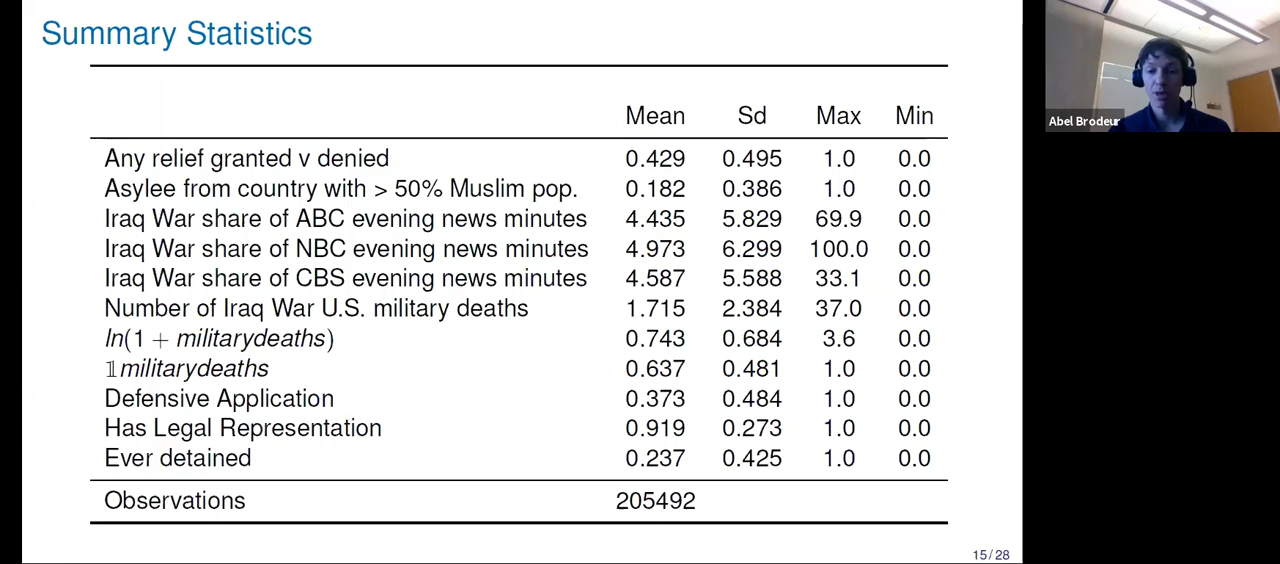 Summary Statistics
Mean Sd Max Min
Any relief granted v denied 0.429 0.495 1.0 0.0
Asylee from country with > 50% Muslim pop. 0.182 0.386 1.0 0.0
Iraq War share of ABC evening news minutes 4.435 5.829 69.9 0.0
Iraq War share of NBC evening news minutes 4.973 6.299 100.0 0.0
Iraq War share of CBS evening news minutes 4.587 5.588 33.1 0.0
Number of Iraq War U.S. military deaths 1.715 2.384 37.0 0.0
ln(1 + militarydeaths) 0.743 0.684 3.6 0.0
𝟙militarydeaths 0.637 0.481 1.0 0.0
Defensive Application 0.373 0.484 1.0 0.0
Has Legal Representation 0.919 0.273 1.0 0.0
Ever detained 0.237 0.425 1.0 0.0
Observations 205492
15 / 28
Abel Brodeur